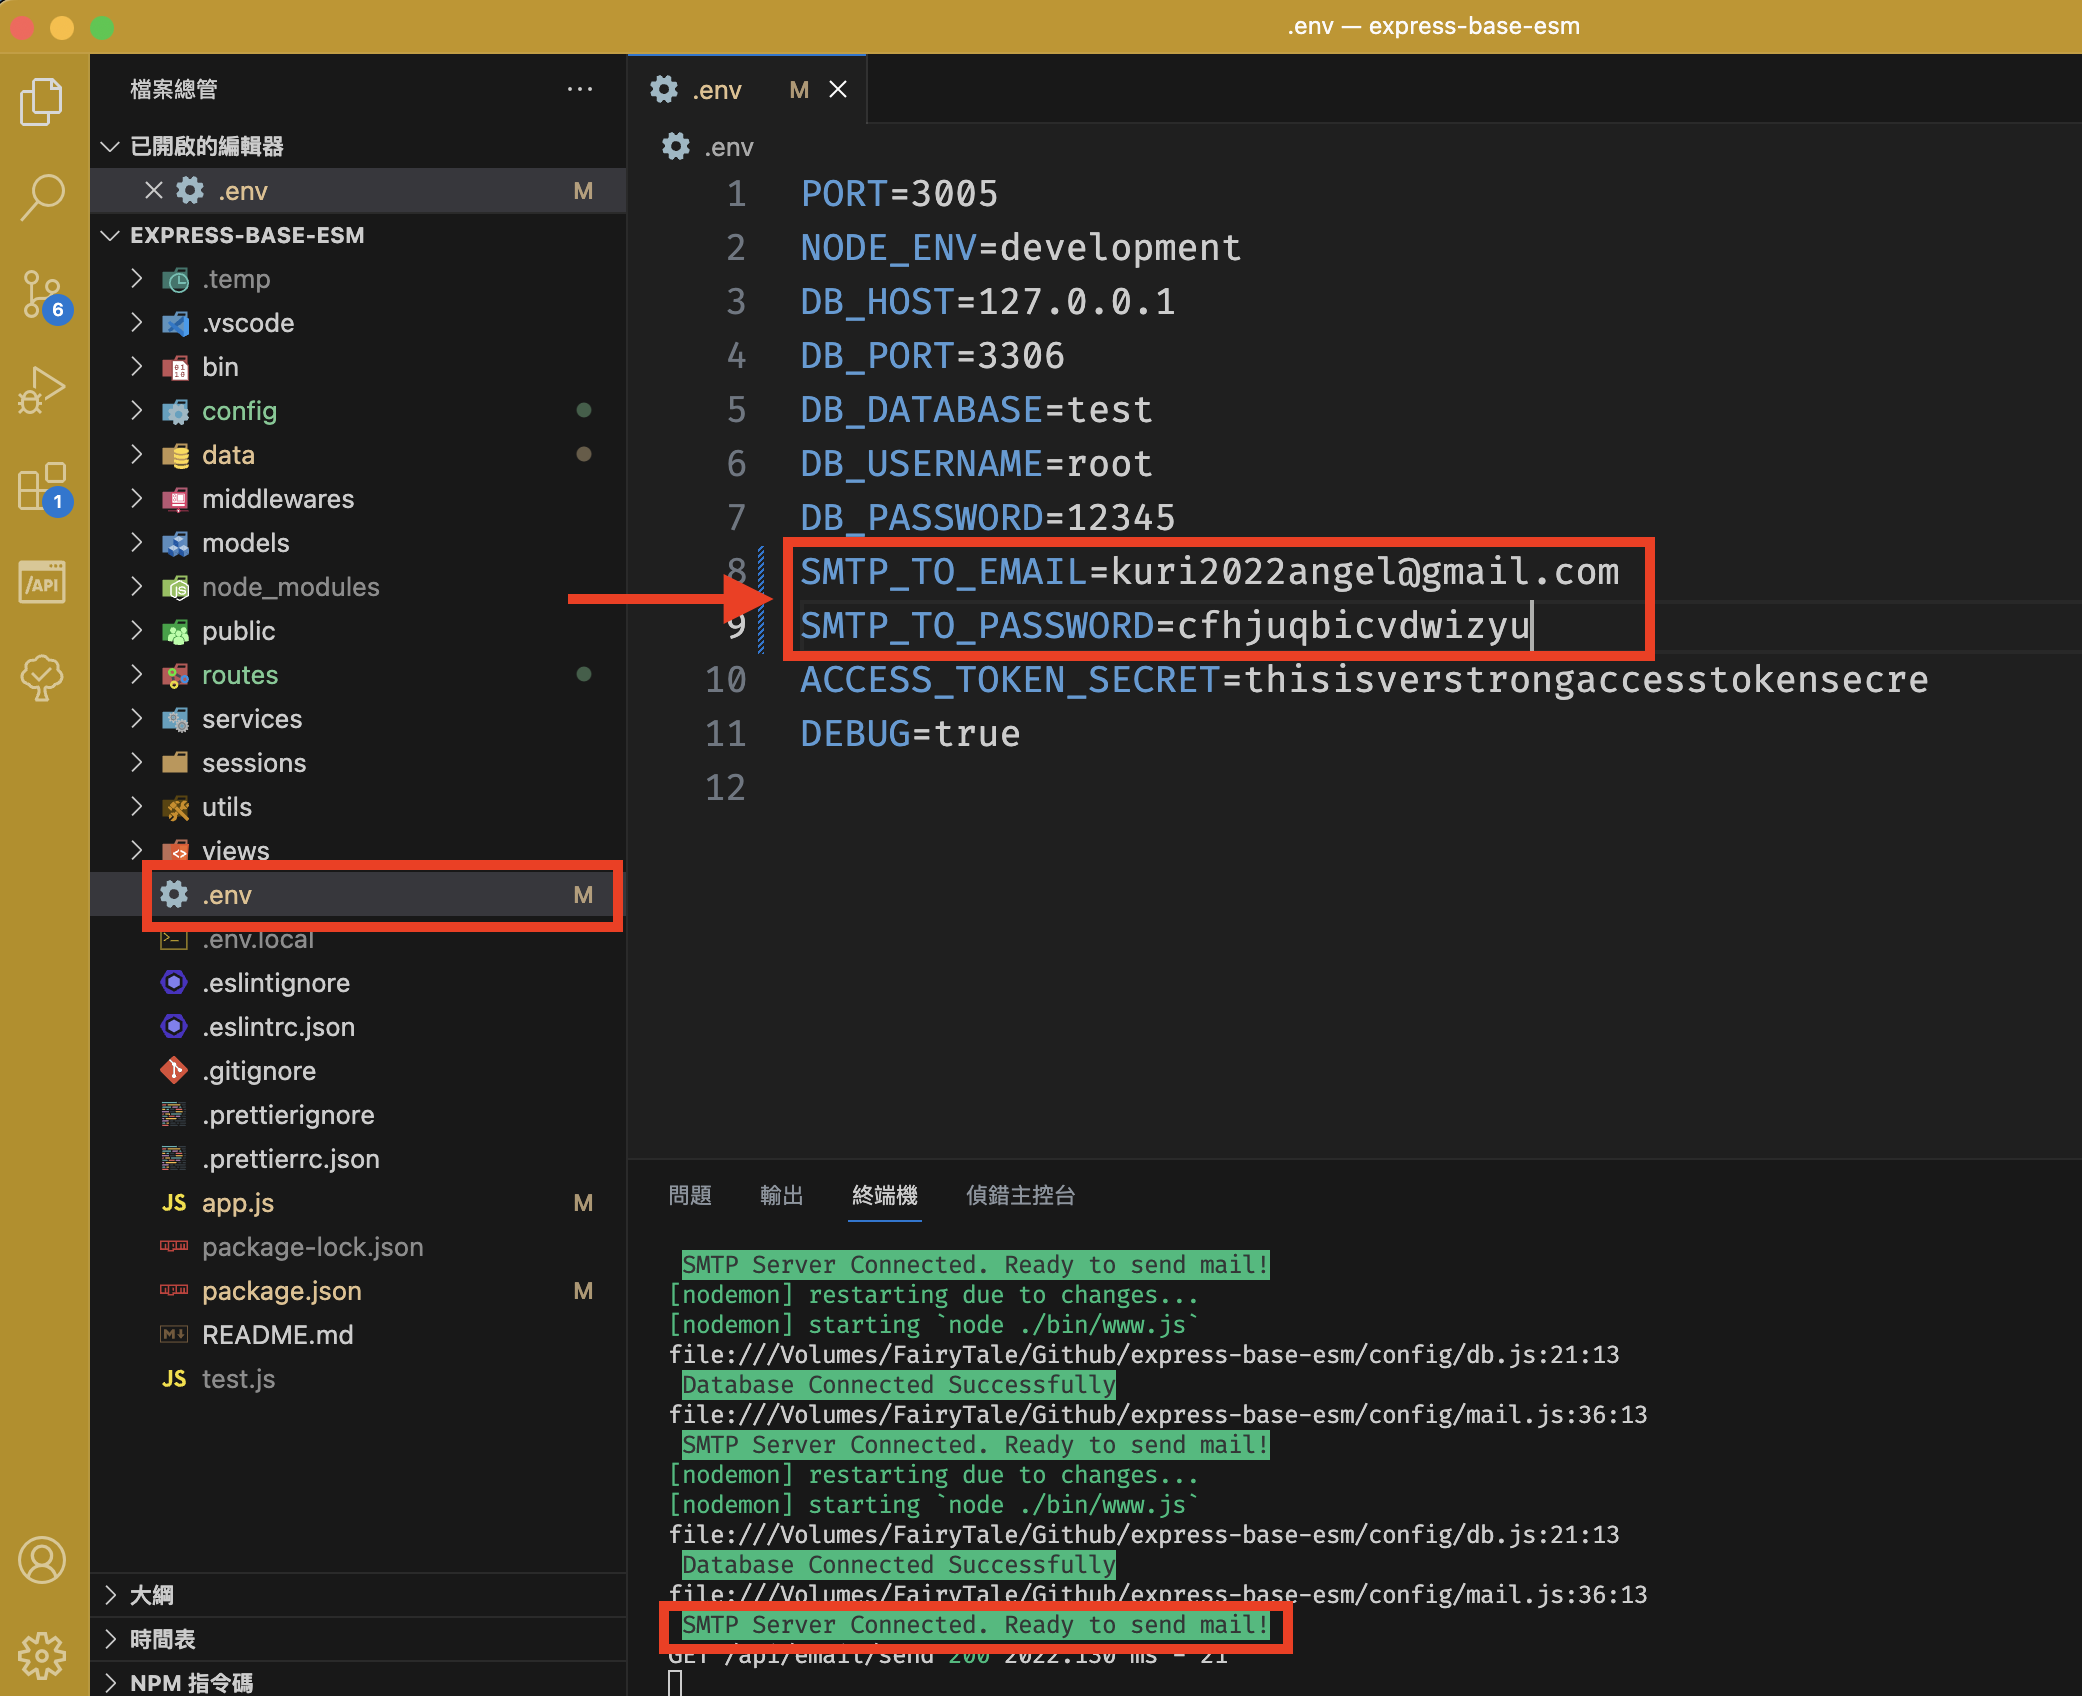 .env — express-base-esm
檔案總管
已開啟的編輯器
.env M
EXPRESS-BASE-ESM
.temp
.vscode
bin
config
data
middlewares
models
node_modules
public
routes
services
sessions
utils
views
.env M
.env.local
.eslintignore
.eslintrc.json
.gitignore
.prettierignore
.prettierrc.json
JS app.js M
package-lock.json
package.json M
README.md
JS test.js
大綱
時間表
NPM 指令碼
6
1
/API
.env M
.env
1 PORT=3005
2 NODE_ENV=development
3 DB_HOST=127.0.0.1
4 DB_PORT=3306
5 DB_DATABASE=test
6 DB_USERNAME=root
7 DB_PASSWORD=12345
8 SMTP_TO_EMAIL=kuri2022angel@gmail.com
9 SMTP_TO_PASSWORD=cfhjuqbicvdwizyu
10 ACCESS_TOKEN_SECRET=thisisverstrongaccesstokensecre
11 DEBUG=true
12
問題 輸出 終端機 偵錯主控台
SMTP Server Connected. Ready to send mail!
[nodemon] restarting due to changes...
[nodemon] starting `node ./bin/www.js`
file:///Volumes/FairyTale/Github/express-base-esm/config/db.js:21:13
Database Connected Successfully
file:///Volumes/FairyTale/Github/express-base-esm/config/mail.js:36:13
SMTP Server Connected. Ready to send mail!
[nodemon] restarting due to changes...
[nodemon] starting `node ./bin/www.js`
file:///Volumes/FairyTale/Github/express-base-esm/config/db.js:21:13
Database Connected Successfully
file:///Volumes/FairyTale/Github/express-base-esm/config/mail.js:36:13
SMTP Server Connected. Ready to send mail!
GET /api/email/send 200 2022.130 ms - 21